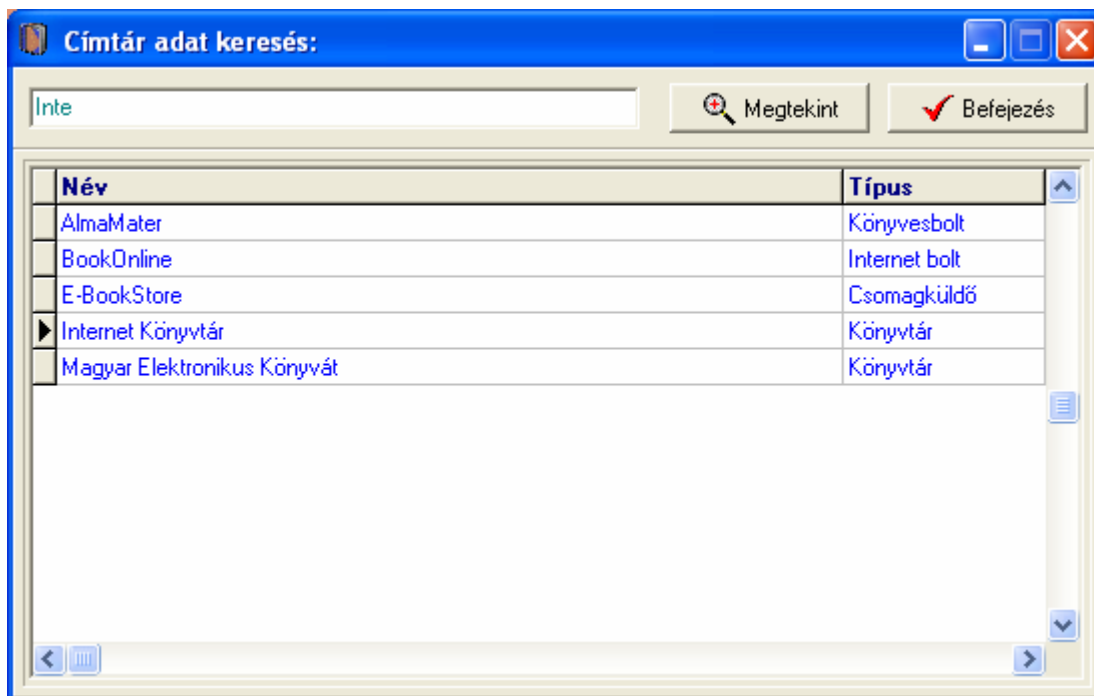 Címtár adat keresés:
Inte Megtekint Befejezés
Név Típus
AlmaMater Könyvesbolt
BookOnline Internet bolt
E-BookStore Csomagküldő
Internet Könyvtár Könyvtár
Magyar Elektronikus Könyvát Könyvtár